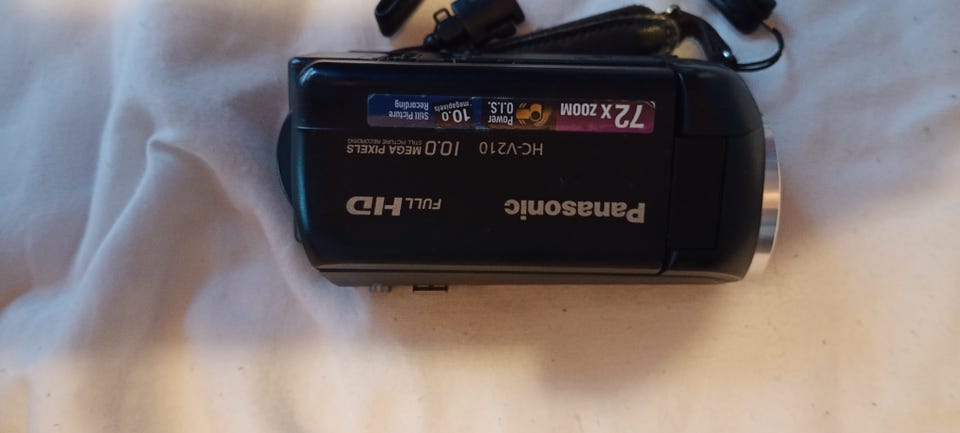 Panasonic FULL HD
HC-V210 10.0 MEGA PIXELS
STILL PICTURE RECORDING
72 x ZOOM Power O.I.S. 10.0 megapixels Still Picture Recording